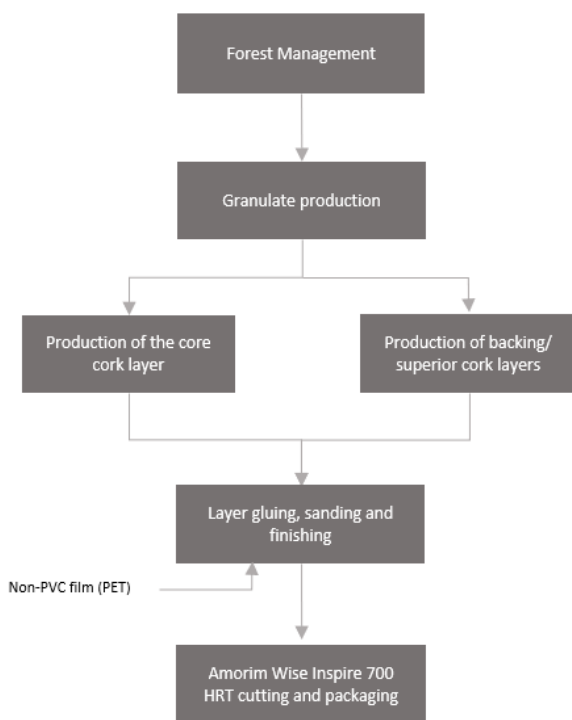 Forest Management
Granulate production
Production of the core
cork layer
Production of backing/
superior cork layers
Layer gluing, sanding and
finishing
Non-PVC film (PET)
Amorim Wise Inspire 700
HRT cutting and packaging